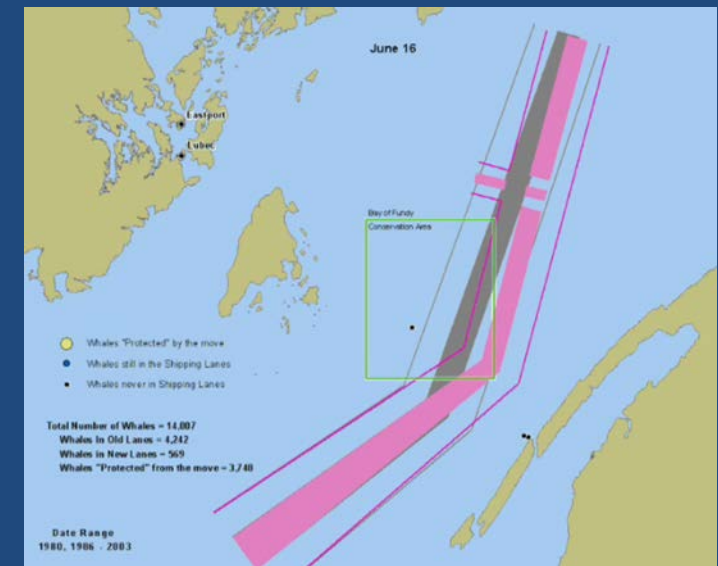 June 16
Eastport
Lubec
Bay of Fundy
Conservation Area
Whales "Protected" by the move
Whales still in the Shipping Lanes
Whales never in Shipping Lanes
Total Number of Whales = 14,007
Whales In Old Lanes = 4,242
Whales in New Lanes = 569
Whales "Protected" from the move = 3,740
Date Range
1980, 1986 - 2003